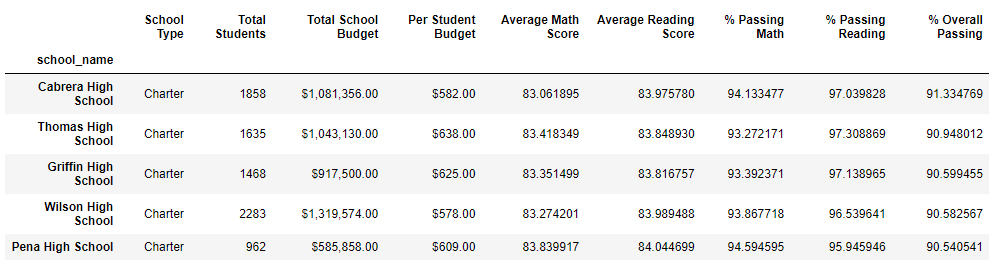 School Type Total Students Total School Budget Per Student Budget Average Math Score Average Reading Score % Passing Math % Passing Reading % Overall Passing
school_name
Cabrera High School Charter 1858 $1,081,356.00 $582.00 83.061895 83.975780 94.133477 97.039828 91.334769
Thomas High School Charter 1635 $1,043,130.00 $638.00 83.418349 83.848930 93.272171 97.308869 90.948012
Griffin High School Charter 1468 $917,500.00 $625.00 83.351499 83.816757 93.392371 97.138965 90.599455
Wilson High School Charter 2283 $1,319,574.00 $578.00 83.274201 83.989488 93.867718 96.539641 90.582567
Pena High School Charter 962 $585,858.00 $609.00 83.839917 84.044699 94.594595 95.945946 90.540541